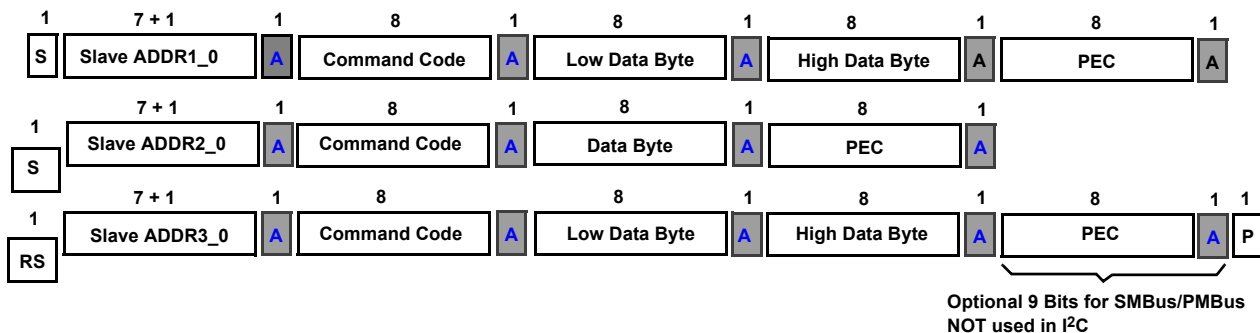 1 7 + 1 1 8 1 8 1 8 1 8 1
S Slave ADDR1_0 A Command Code A Low Data Byte A High Data Byte A PEC A
1 7 + 1 1 8 1 8 1 8 1
S Slave ADDR2_0 A Command Code A Data Byte A PEC A
1 7 + 1 1 8 1 8 1 8 1 8 1 1
RS Slave ADDR3_0 A Command Code A Low Data Byte A High Data Byte A PEC A P
Optional 9 Bits for SMBus/PMBus
NOT used in I²C